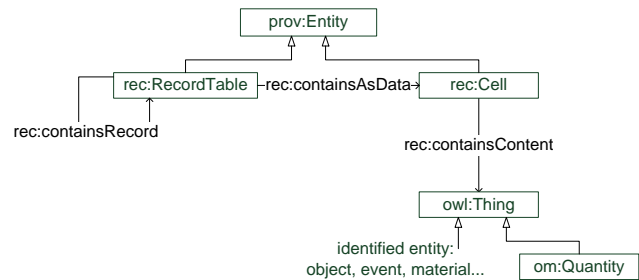 prov:Entity
rec:RecordTable
rec:containsAsData
rec:Cell
rec:containsRecord
rec:containsContent
owl:Thing
identified entity:
object, event, material...
om:Quantity